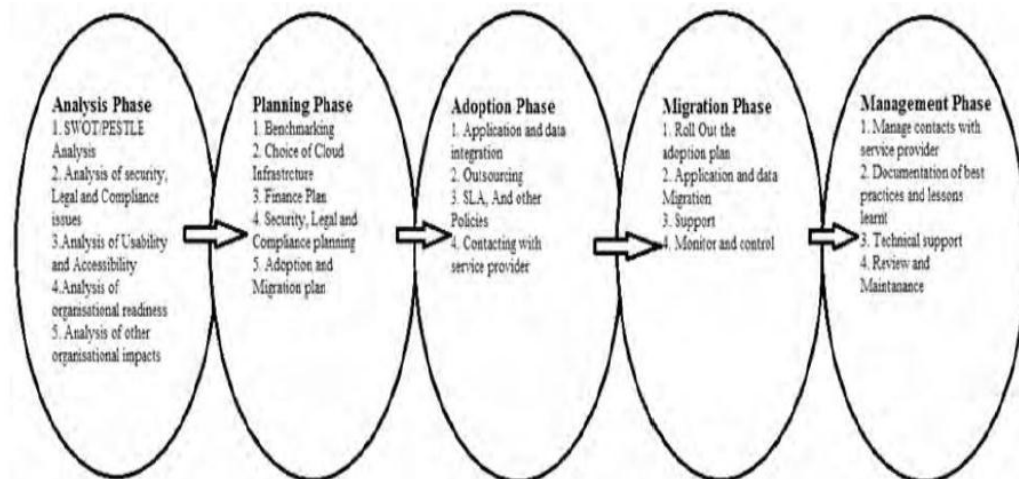 Analysis Phase
1. SWOT/PESTLE
Analysis
2. Analysis of security,
Legal and Compliance
issues
3.Analysis of Usability
and Accessibility
4.Analysis of
organisational readiness
5. Analysis of other
organisational impacts
Planning Phase
1. Benchmarking
2. Choice of Cloud
Infrastrcture
3. Finance Plan
4. Security, Legal and
Compliance planning
5. Adoption and
Migration plan
Adoption Phase
1. Application and data
integration
2. Outsourcing
3. SLA, And other
Policies
4. Contacting with
service provider
Migration Phase
1. Roll Out the
adoption plan
2. Application and data
Migration
3. Support
4. Monitor and control
Management Phase
1. Manage contacts with
service provider
2. Documentation of best
practices and lessons
learnt
3. Technical support
4. Review and
Maintanance